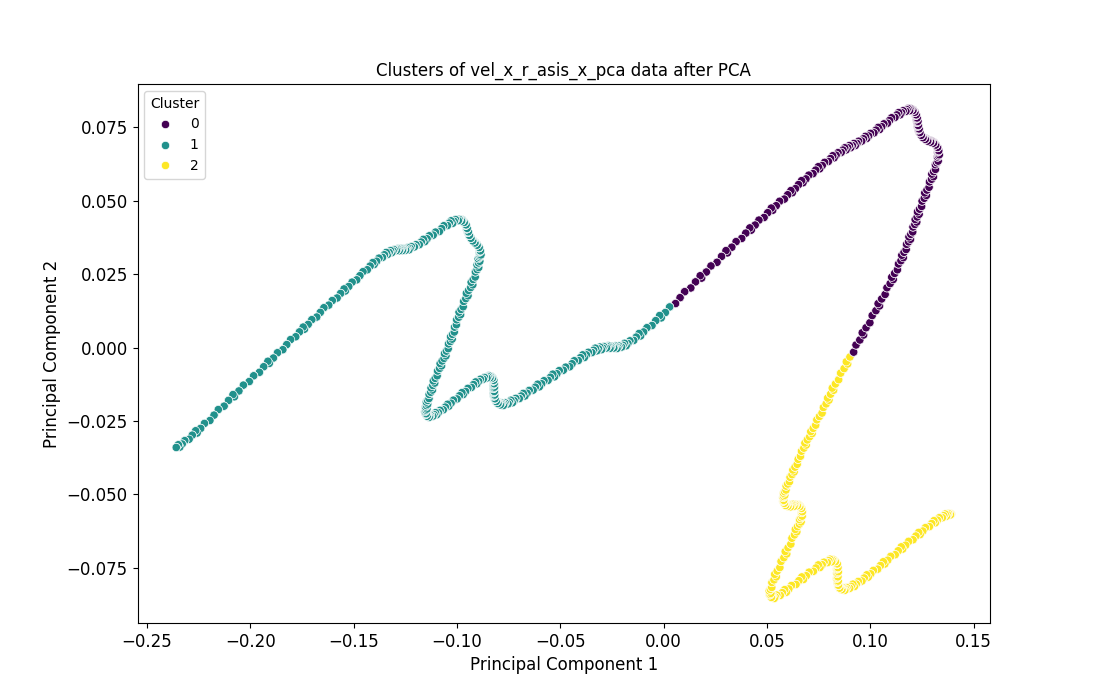 Clusters of vel_x_r_asis_x_pca data after PCA
Cluster
0
1
2
0.075
0.050
0.025
0.000
−0.025
−0.050
−0.075
Principal Component 2
−0.25 −0.20 −0.15 −0.10 −0.05 0.00 0.05 0.10 0.15
Principal Component 1